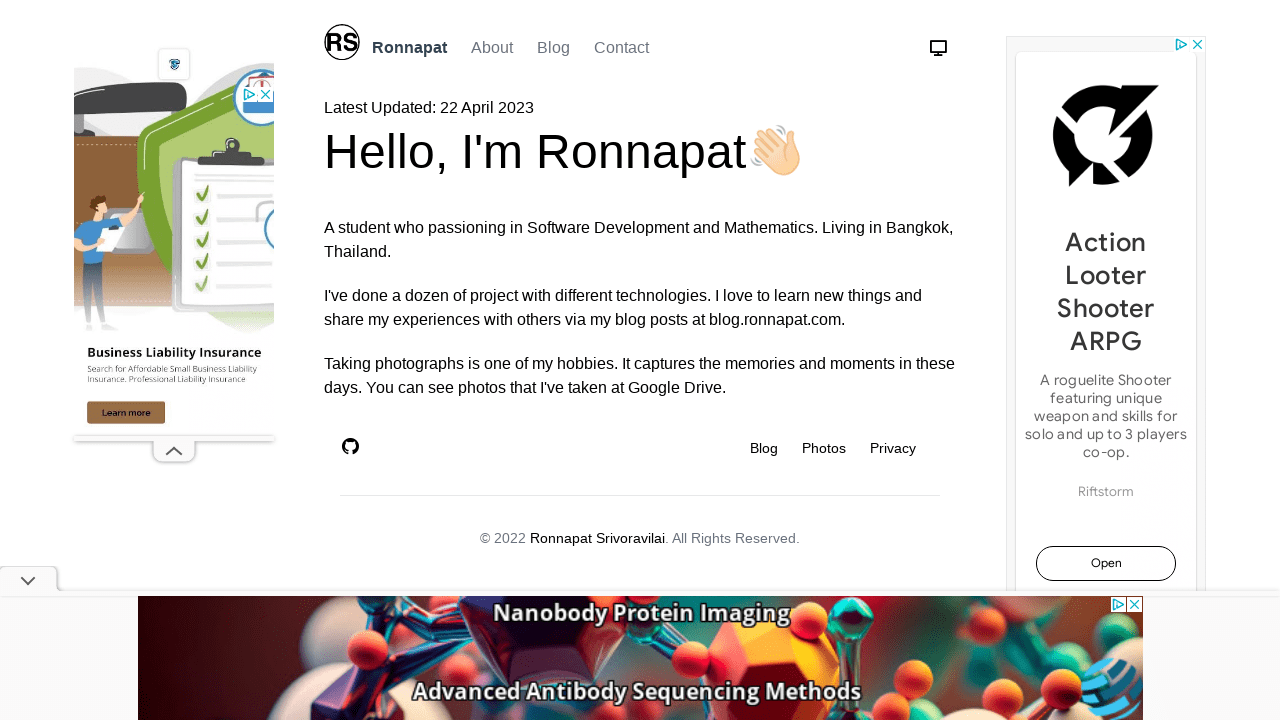 RS
Ronnapat About Blog Contact
Latest Updated: 22 April 2023
Hello, I'm Ronnapat
A student who passioning in Software Development and Mathematics. Living in Bangkok,
Thailand.
I've done a dozen of project with different technologies. I love to learn new things and
share my experiences with others via my blog posts at blog.ronnapat.com.
Taking photographs is one of my hobbies. It captures the memories and moments in these
days. You can see photos that I've taken at Google Drive.
Blog Photos Privacy
© 2022 Ronnapat Srivoravilai. All Rights Reserved.
Business Liability Insurance
Search for Affordable Small Business Liability
Insurance. Professional Liability Insurance
Learn more
Action
Looter
Shooter
ARPG
A roguelite Shooter
featuring unique
weapon and skills for
solo and up to 3 players
co-op.
Riftstorm
Open
Nanobody Protein Imaging
Advanced Antibody Sequencing Methods